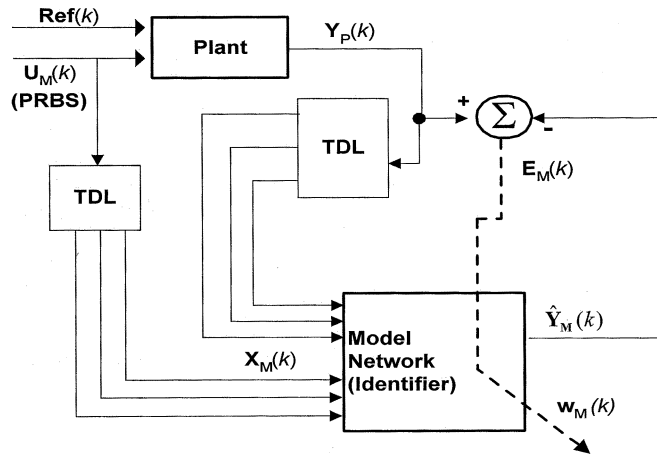 Ref(k)
Plant
Y_P(k)
U_M(k)
(PRBS)
+
Σ
-
TDL
TDL
E_M(k)
Model
Network
(Identifier)
Ŷ_M(k)
X_M(k)
w_M(k)